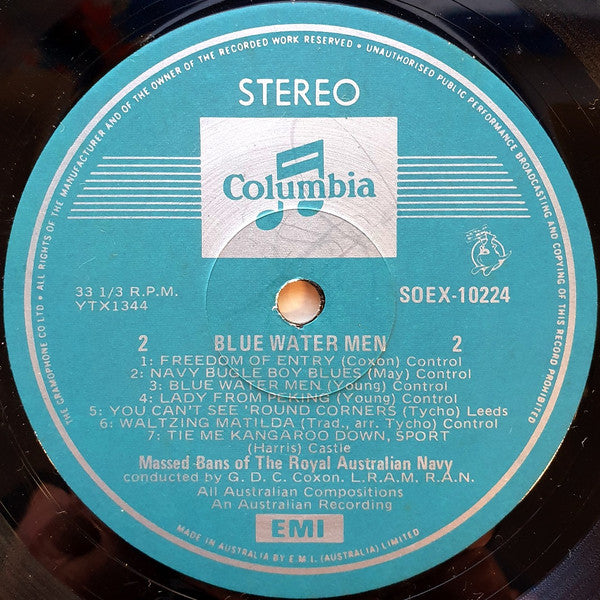 THE GRAMOPHONE CO LTD • ALL RIGHTS OF THE MANUFACTURER AND OF THE OWNER OF THE RECORDED WORK RESERVED • UNAUTHORISED PUBLIC PERFORMANCE BROADCASTING AND COPYING OF THIS RECORD PROHIBITED
STEREO
Columbia
33 1/3 R.P.M.
SOEX-10224
YTX1344
2 BLUE WATER MEN 2
1: FREEDOM OF ENTRY (Coxon) Control
2: NAVY BUGLE BOY BLUES (May) Control
3: BLUE WATER MEN (Young) Control
4: LADY FROM PEKING (Young) Control
5: YOU CAN'T SEE 'ROUND CORNERS (Tycho) Leeds
6: WALTZING MATILDA (Trad., arr. Tycho) Control
7: TIE ME KANGAROO DOWN, SPORT
(Harris) Castle
Massed Bans of The Royal Australian Navy
conducted by G. D. C. Coxon. L.R.A.M. R.A.N.
All Australian Compositions
An Australian Recording
EMI
MADE IN AUSTRALIA BY E.M.I. (AUSTRALIA) LIMITED